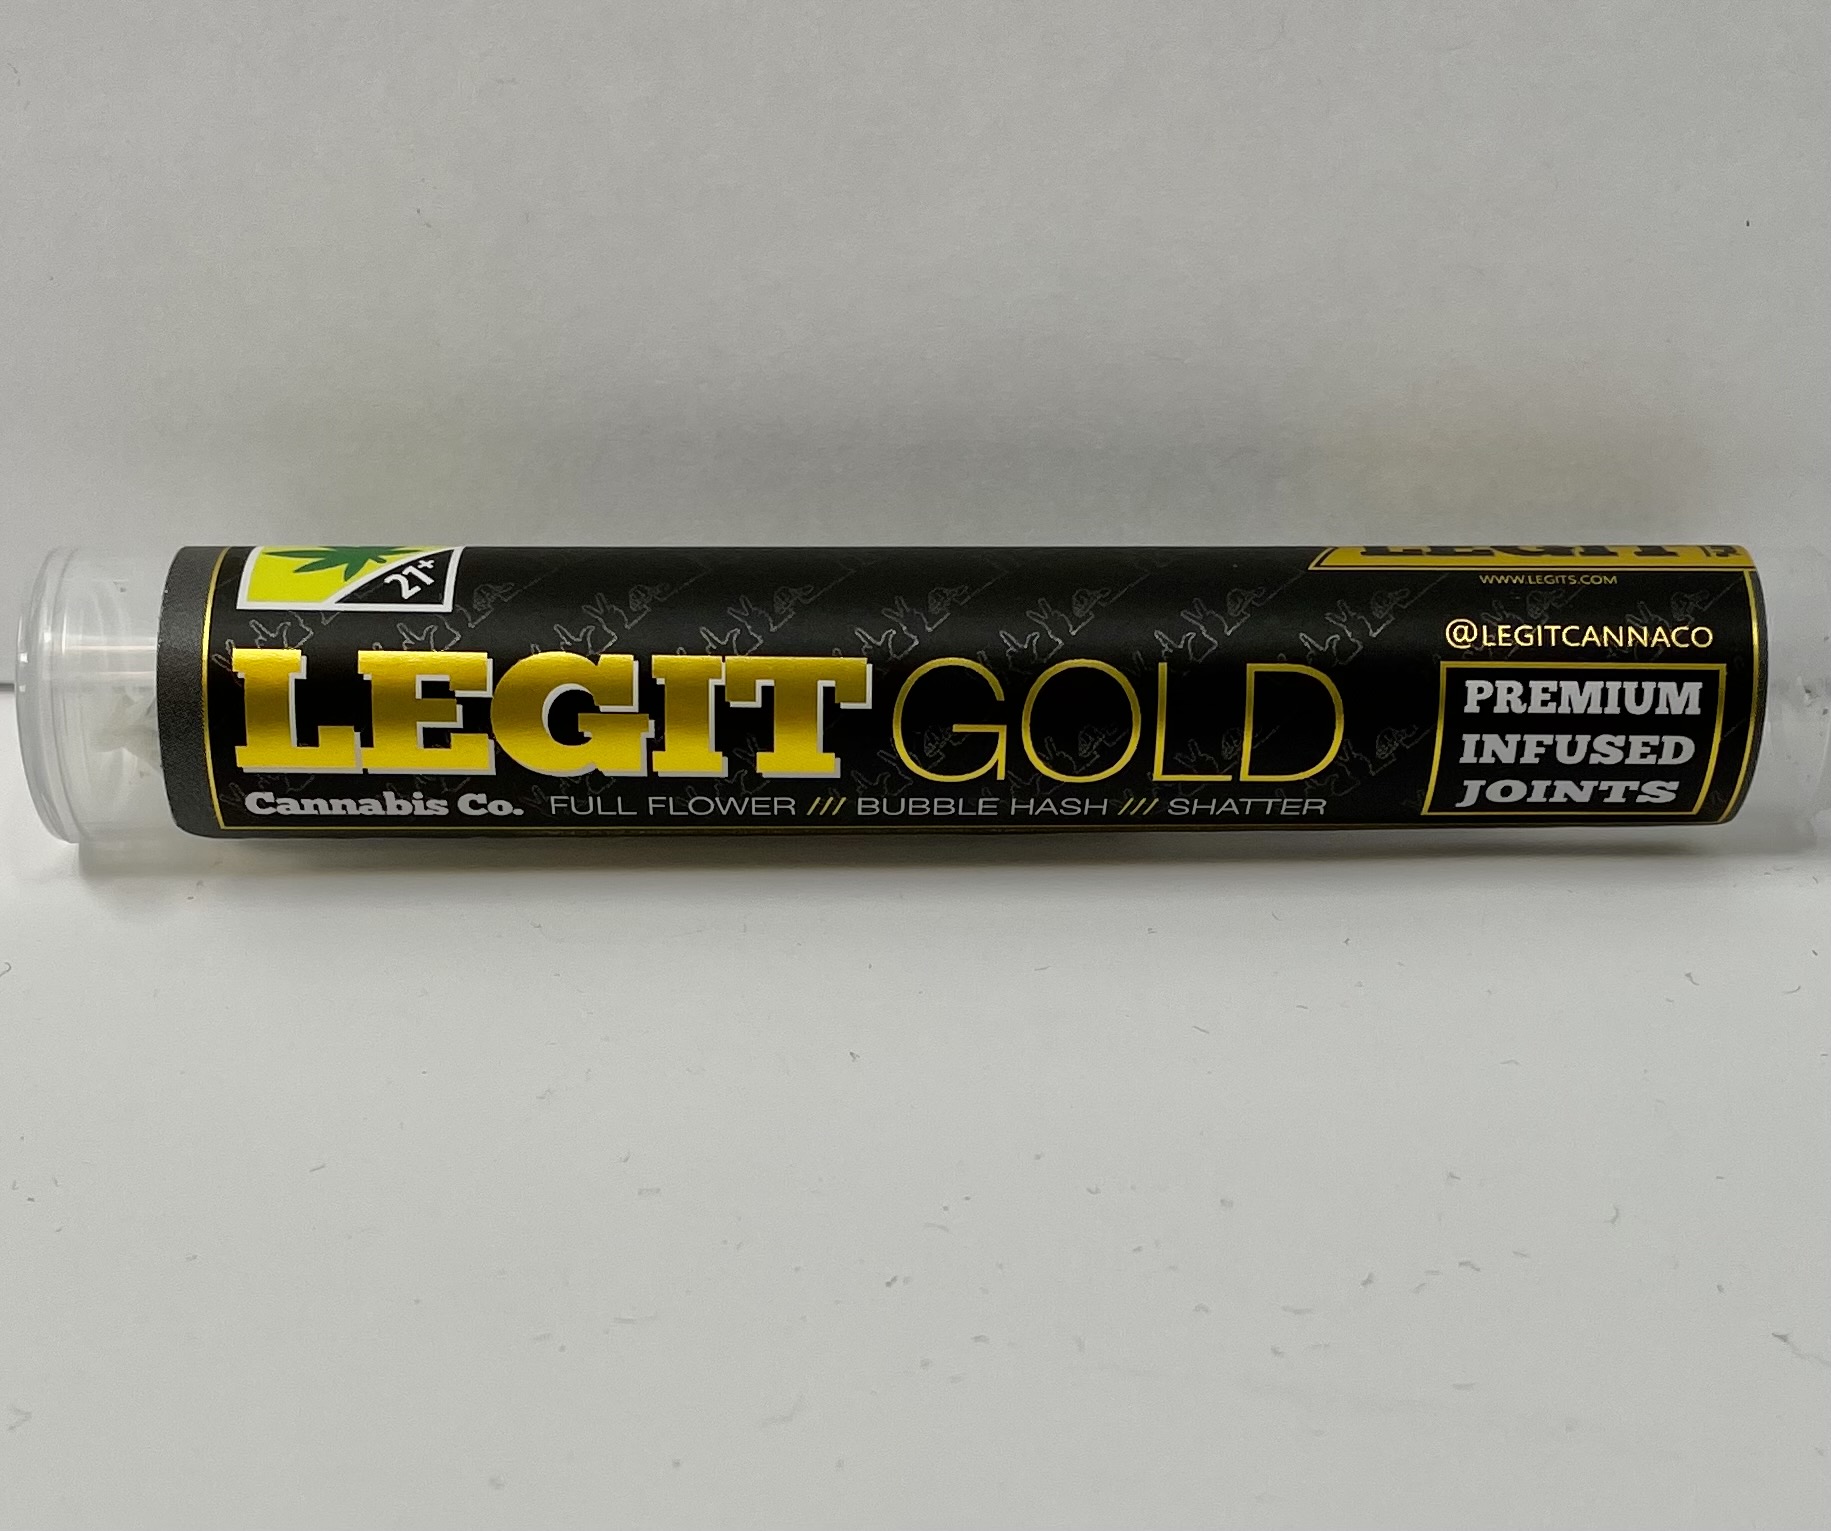 21+
LEGIT
WWW.LEGITS.COM
@LEGITCANNACO
LEGIT GOLD
Cannabis Co. FULL FLOWER /// BUBBLE HASH /// SHATTER
PREMIUM
INFUSED
JOINTS